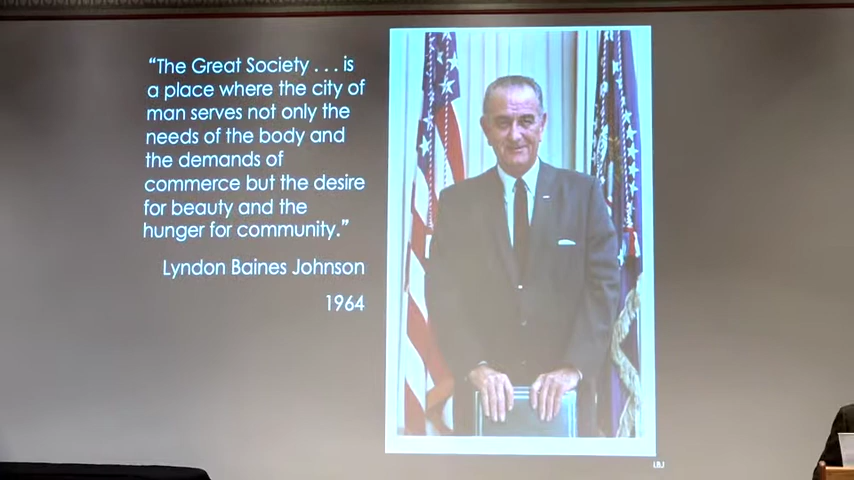 “The Great Society . . . is
a place where the city of
man serves not only the
needs of the body and
the demands of
commerce but the desire
for beauty and the
hunger for community.”
Lyndon Baines Johnson
1964
LBJ